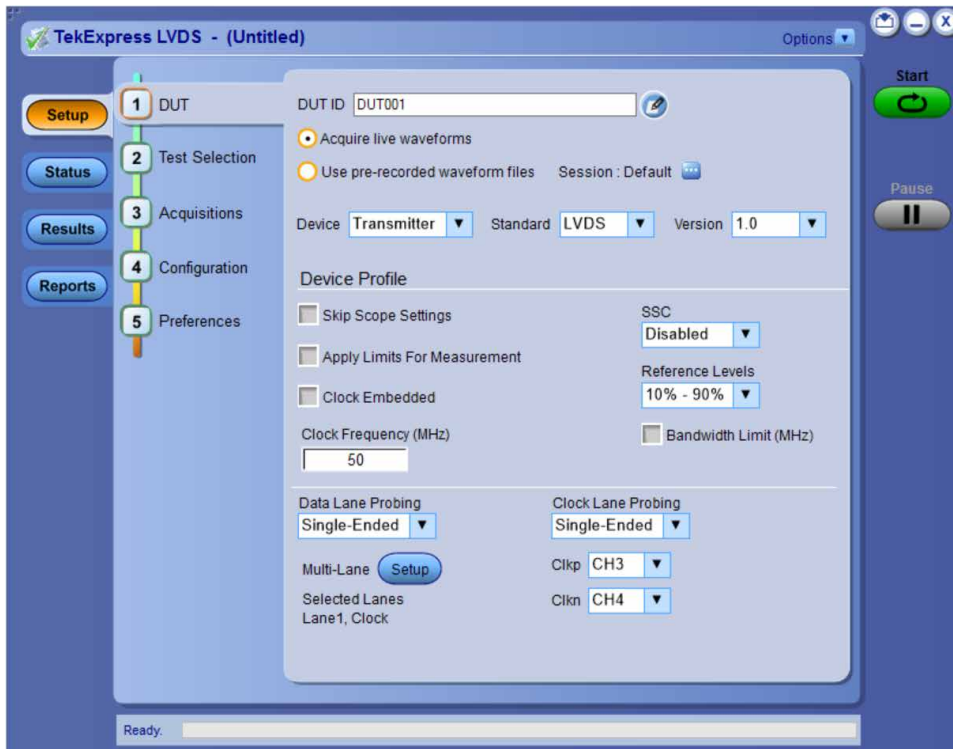 TekExpress LVDS - (Untitled)
Options
X
Start
Setup
1 DUT
DUT ID DUT001
Acquire live waveforms
2 Test Selection
Status
Use pre-recorded waveform files Session : Default
Pause
3 Acquisitions
Results
Device Transmitter Standard LVDS Version 1.0
4 Configuration
Reports
Device Profile
5 Preferences
Skip Scope Settings
SSC
Disabled
Apply Limits For Measurement
Reference Levels
10% - 90%
Clock Embedded
Clock Frequency (MHz)
Bandwidth Limit (MHz)
50
Data Lane Probing
Clock Lane Probing
Single-Ended
Single-Ended
Multi-Lane Setup
Clkp CH3
Selected Lanes
Clkn CH4
Lane1, Clock
Ready.